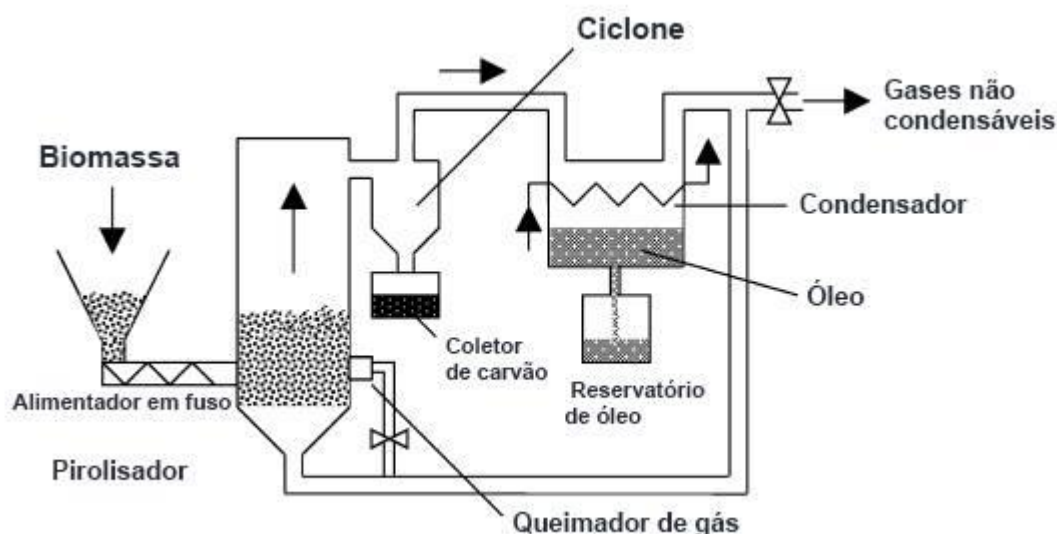 Ciclone
Gases não
condensáveis
Biomassa
Condensador
Óleo
Coletor
de carvão
Reservatório
de óleo
Alimentador em fuso
Pirolisador
Queimador de gás